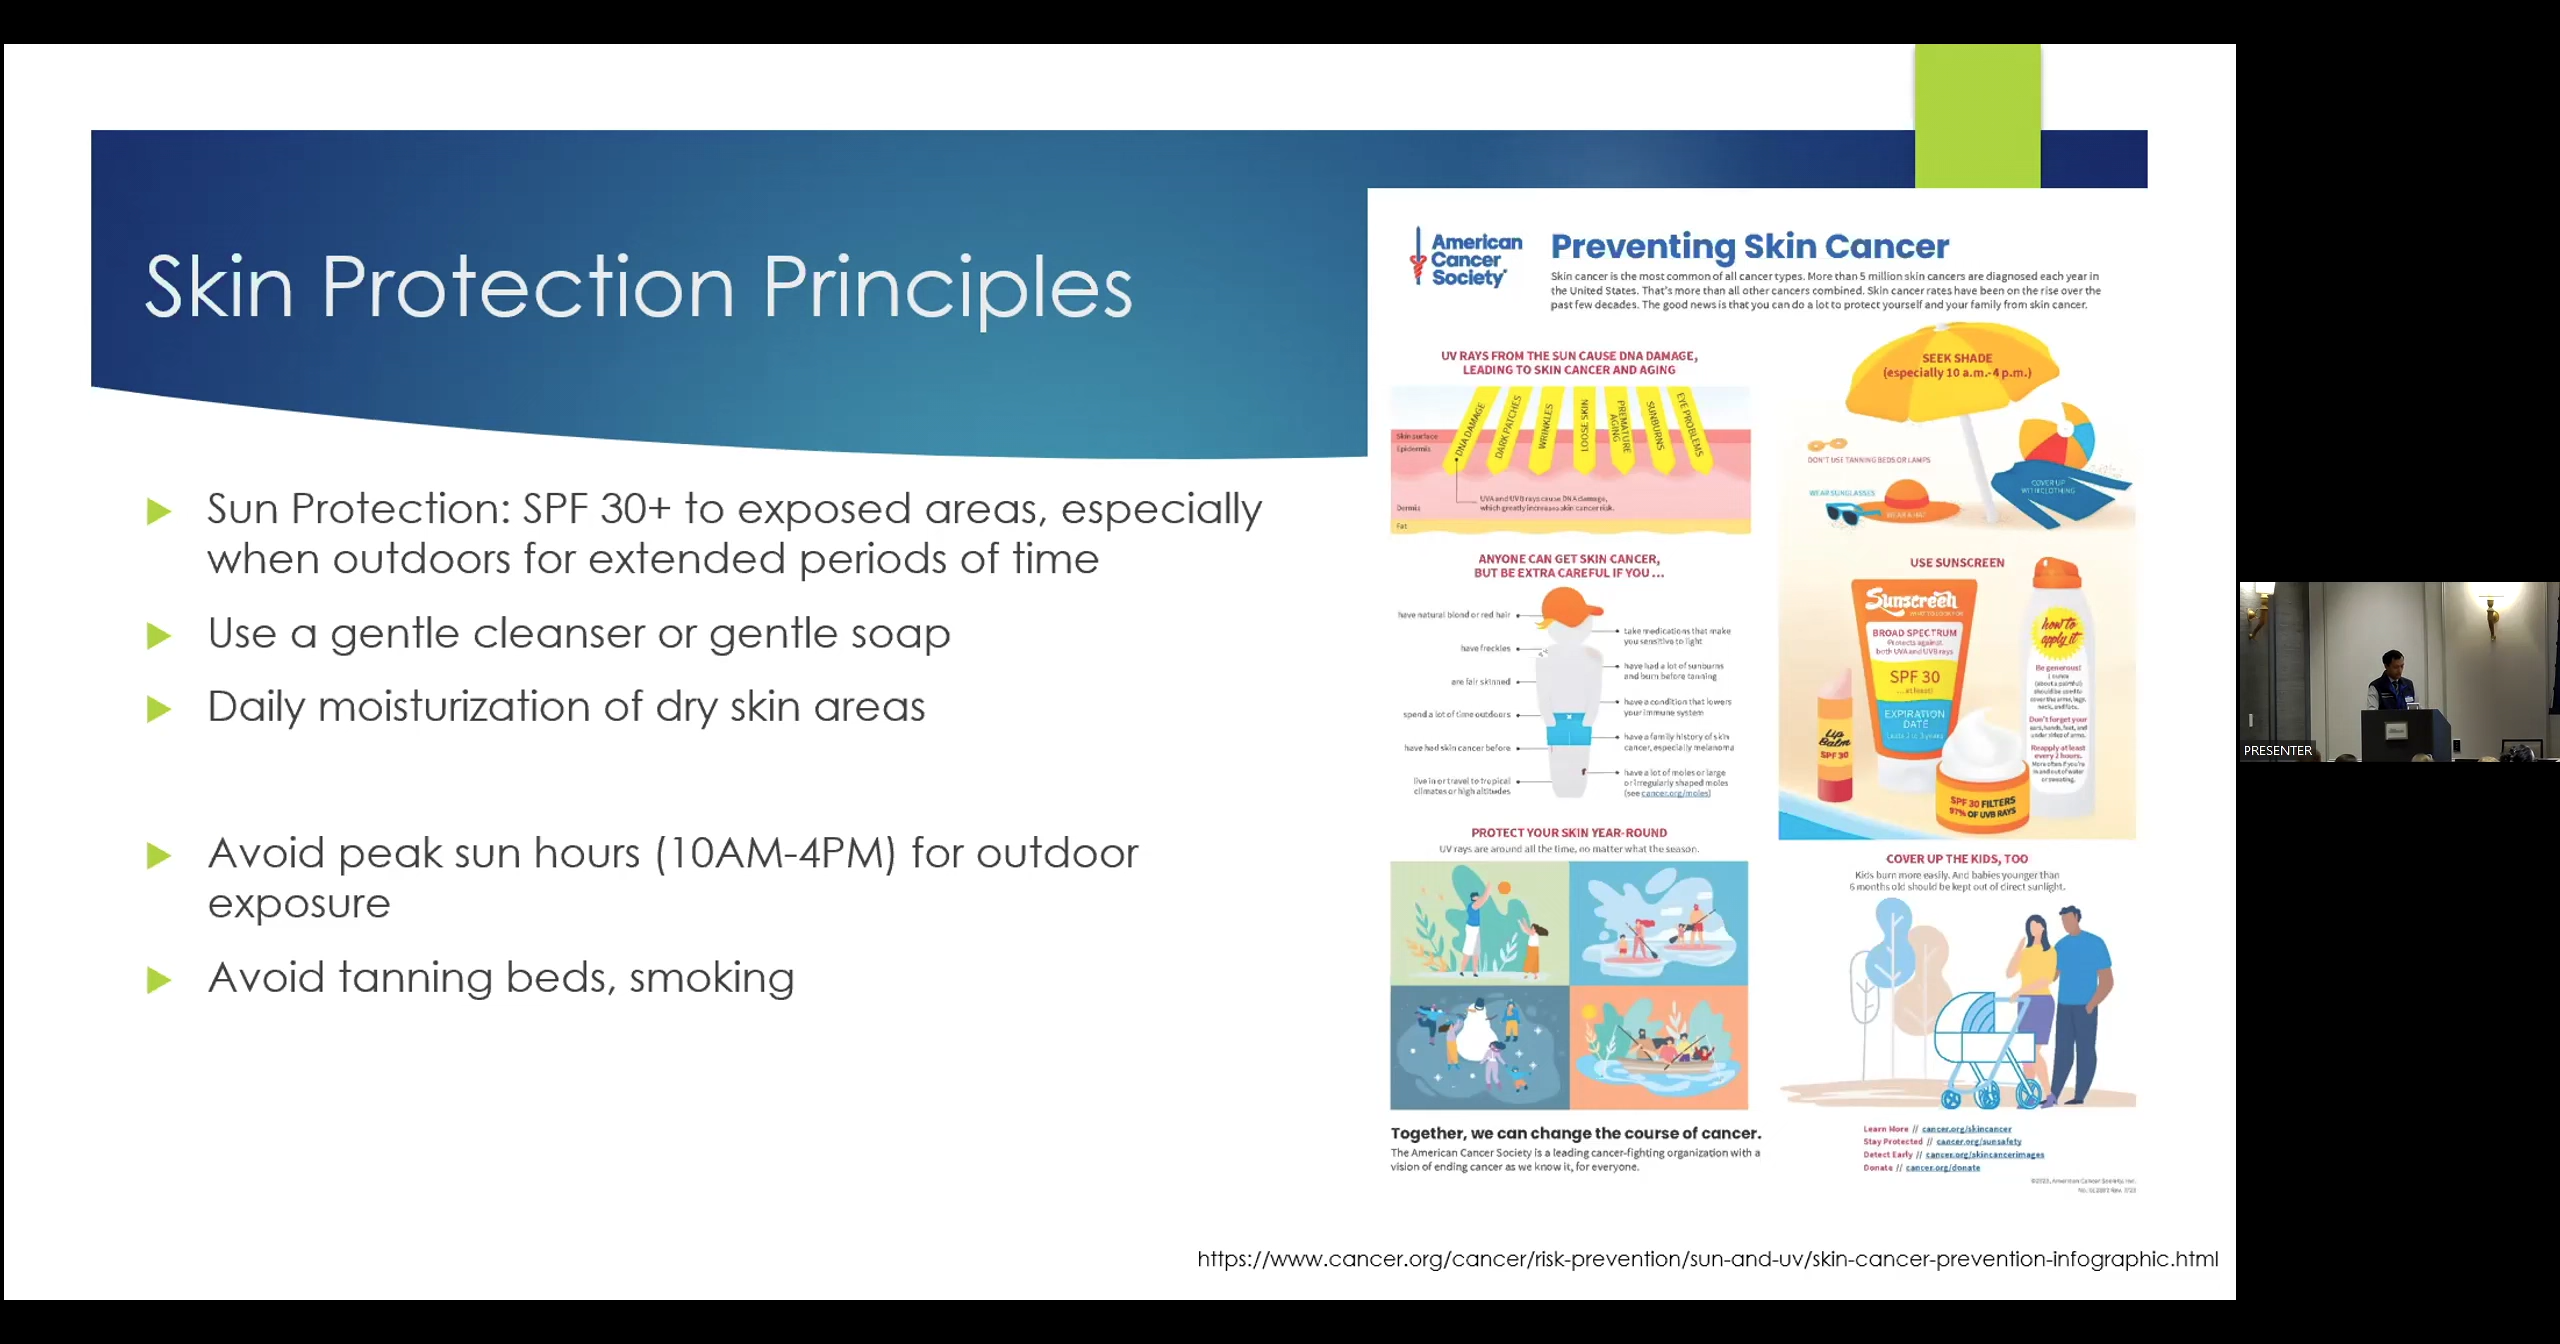 Skin Protection Principles
Sun Protection: SPF 30+ to exposed areas, especially
when outdoors for extended periods of time
Use a gentle cleanser or gentle soap
Daily moisturization of dry skin areas
Avoid peak sun hours (10AM-4PM) for outdoor
exposure
Avoid tanning beds, smoking
American
Cancer
Society
Preventing Skin Cancer
Skin cancer is the most common of all cancer types. More than 5 million skin cancers are diagnosed each year in
the United States. That's more than all other cancers combined. Skin cancer rates have been on the rise over the
past few decades. The good news is that you can do a lot to protect yourself and your family from skin cancer.
UV RAYS FROM THE SUN CAUSE DNA DAMAGE,
LEADING TO SKIN CANCER AND AGING
DNA DAMAGE
DARK PATCHES
WRINKLES
LOOSE SKIN
PREMATURE
AGING
SUNBURNS
EYE PROBLEMS
Skin surface
Epidermis
UVA and UVB rays cause DNA damage,
which greatly increases skin cancer risk.
Dermis
Fat
ANYONE CAN GET SKIN CANCER,
BUT BE EXTRA CAREFUL IF YOU ...
have natural blond or red hair
have freckles
are fair skinned
spend a lot of time outdoors
have had skin cancer before
live in or travel to tropical
climates or high altitudes
take medications that make
you sensitive to light
have had a lot of sunburns
and burn before tanning
have a condition that lowers
your immune system
have a family history of skin
cancer, especially melanoma
have a lot of moles or large
or irregularly shaped moles
(see cancer.org/moles)
PROTECT YOUR SKIN YEAR-ROUND
UV rays are around all the time, no matter what the season.
Together, we can change the course of cancer.
The American Cancer Society is a leading cancer-fighting organization with a
vision of ending cancer as we know it, for everyone.
SEEK SHADE
(especially 10 a.m.-4 p.m.)
DON'T USE TANNING BEDS OR LAMPS
WEAR SUNGLASSES
WEAR A HAT
COVER UP
WITH CLOTHING
USE SUNSCREEN
Sunscreen
WHAT TO LOOK FOR
BROAD SPECTRUM
Protects against
both UVA and UVB rays
SPF 30
...at least!
EXPIRATION
DATE
Lip
Balm
SPF 30
SPF 30 FILTERS
97% OF UVB RAYS
how to
apply it
Be generous!
1 ounce
(about a palmful)
should be used to
cover the arms, legs,
neck, and face.
Don't forget your
ears, hands, feet, and
under sides of arms.
Reapply at least
every 2 hours.
More often if you're
in and out of water
or sweating.
COVER UP THE KIDS, TOO
Kids burn more easily. And babies younger than
6 months old should be kept out of direct sunlight.
Learn More // cancer.org/skincancer
Stay Protected // cancer.org/sunsafety
Detect Early // cancer.org/skincancerimages
Donate // cancer.org/donate
American Cancer Society, Inc.
https://www.cancer.org/cancer/risk-prevention/sun-and-uv/skin-cancer-prevention-infographic.html
PRESENTER